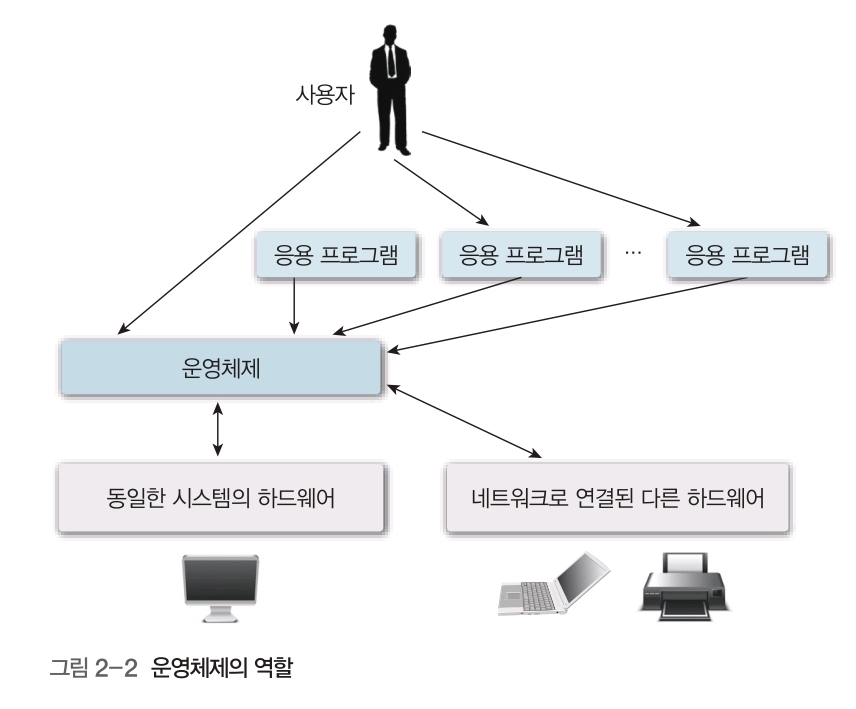 사용자
응용 프로그램 응용 프로그램 … 응용 프로그램
운영체제
동일한 시스템의 하드웨어 네트워크로 연결된 다른 하드웨어
그림 2-2 운영체제의 역할